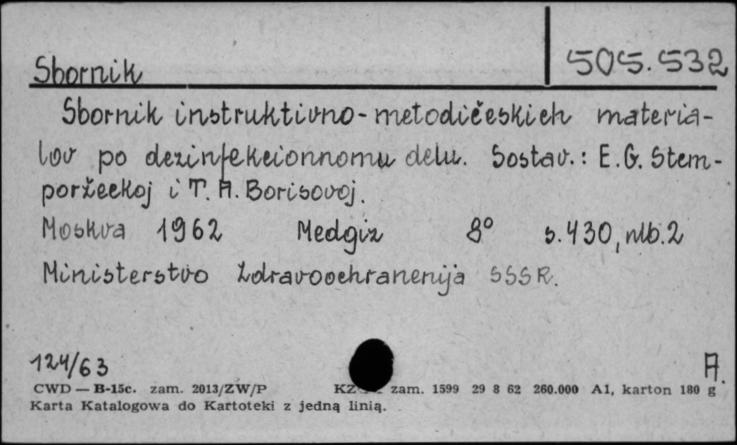 505.532
Sbornik
Sbornik instruktivno-metodičeskich materia-
lov po dezinfekcionnomu delu. Sostav.: E.G. Stem-
poržeckoj i T. A. Borisovoj.
Moskva 1962 Medgiz 8° s.430, nlb.2
Ministerstvo Zdravoochranenija SSSR.
124/63 A.
CWD — B-15c. zam. 2013/ZW/P KZ zam. 1599 29 8 62 260.000 A1, karton 180 g
Karta Katalogowa do Kartoteki z jedną linią.